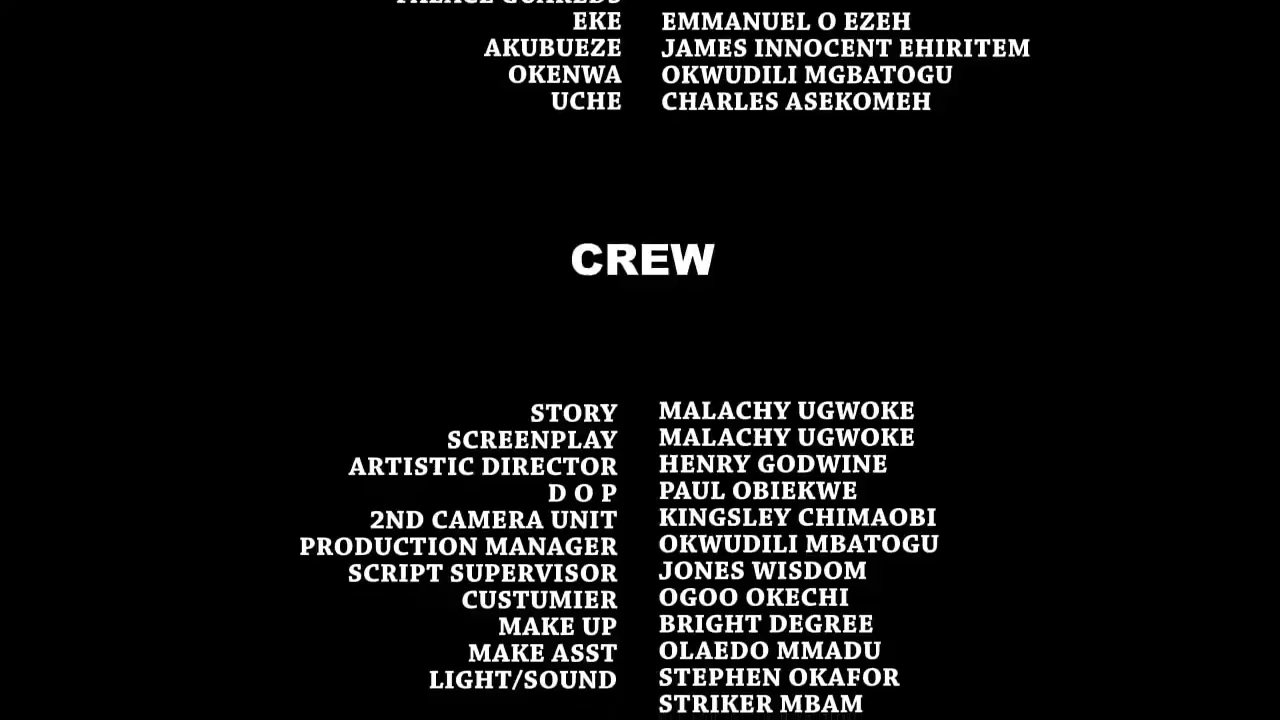 EKE EMMANUEL O EZEH
AKUBUEZE JAMES INNOCENT EHIRITEM
OKENWA OKWUDILI MGBATOGU
UCHE CHARLES ASEKOMEH
CREW
STORY MALACHY UGWOKE
SCREENPLAY MALACHY UGWOKE
ARTISTIC DIRECTOR HENRY GODWINE
D O P PAUL OBIEKWE
2ND CAMERA UNIT KINGSLEY CHIMAOBI
PRODUCTION MANAGER OKWUDILI MBATOGU
SCRIPT SUPERVISOR JONES WISDOM
CUSTUMIER OGOO OKECHI
MAKE UP BRIGHT DEGREE
MAKE ASST OLAEDO MMADU
LIGHT/SOUND STEPHEN OKAFOR
STRIKER MBAM